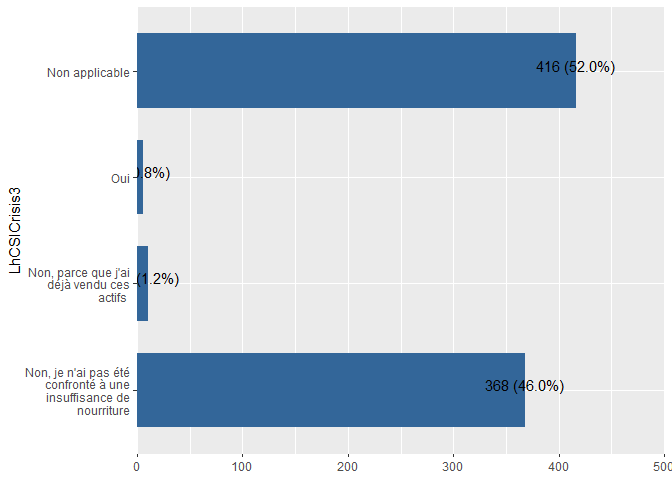 LhCSICrisis3
Non applicable
416 (52.0%)
Oui
.8%)
Non, parce que j'ai
déjà vendu ces
actifs
(1.2%)
Non, je n'ai pas été
confronté à une
insuffisance de
nourriture
368 (46.0%)
0
100
200
300
400
500